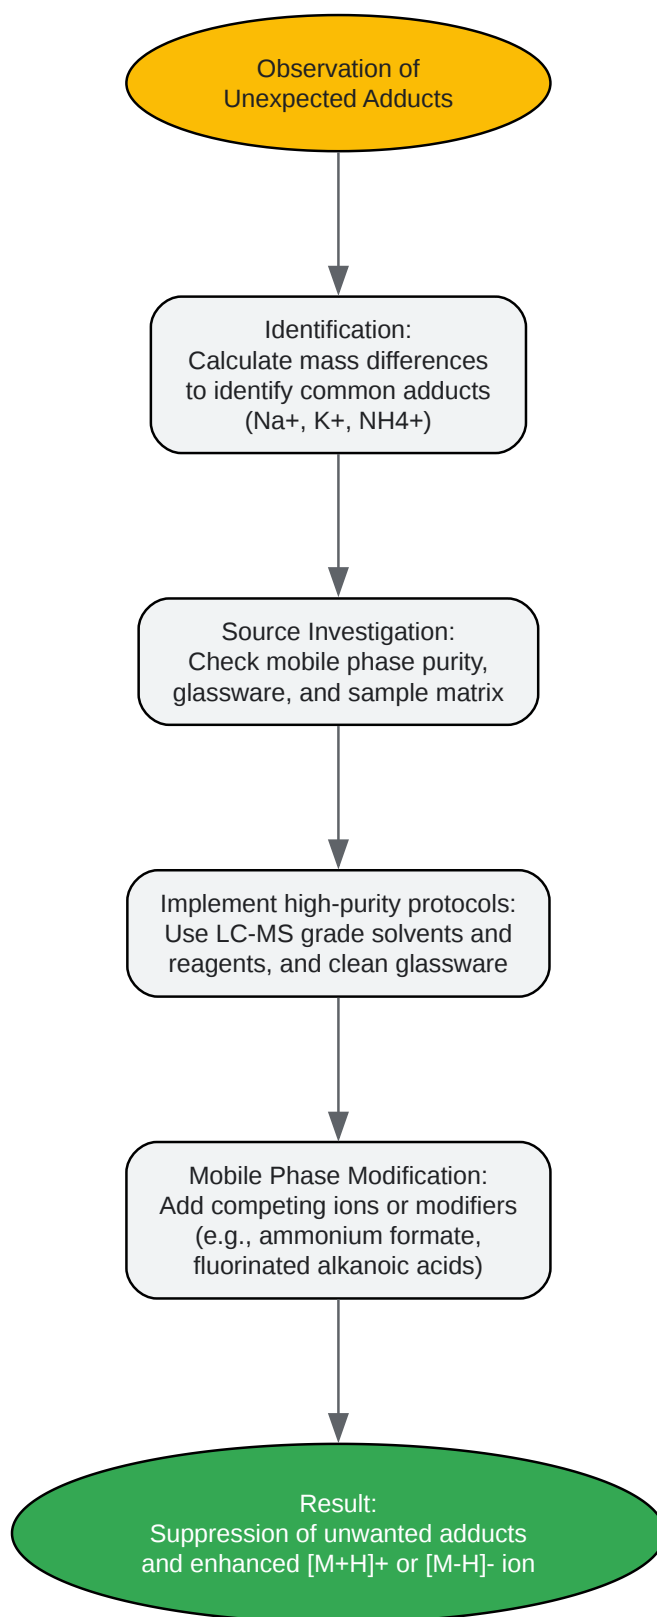 Observation of
Unexpected Adducts
Identification:
Calculate mass differences
to identify common adducts
(Na+, K+, NH4+)
Source Investigation:
Check mobile phase purity,
glassware, and sample matrix
Implement high-purity protocols:
Use LC-MS grade solvents and
reagents, and clean glassware
Mobile Phase Modification:
Add competing ions or modifiers
(e.g., ammonium formate,
fluorinated alkanoic acids)
Result:
Suppression of unwanted adducts
and enhanced [M+H]+ or [M-H]- ion